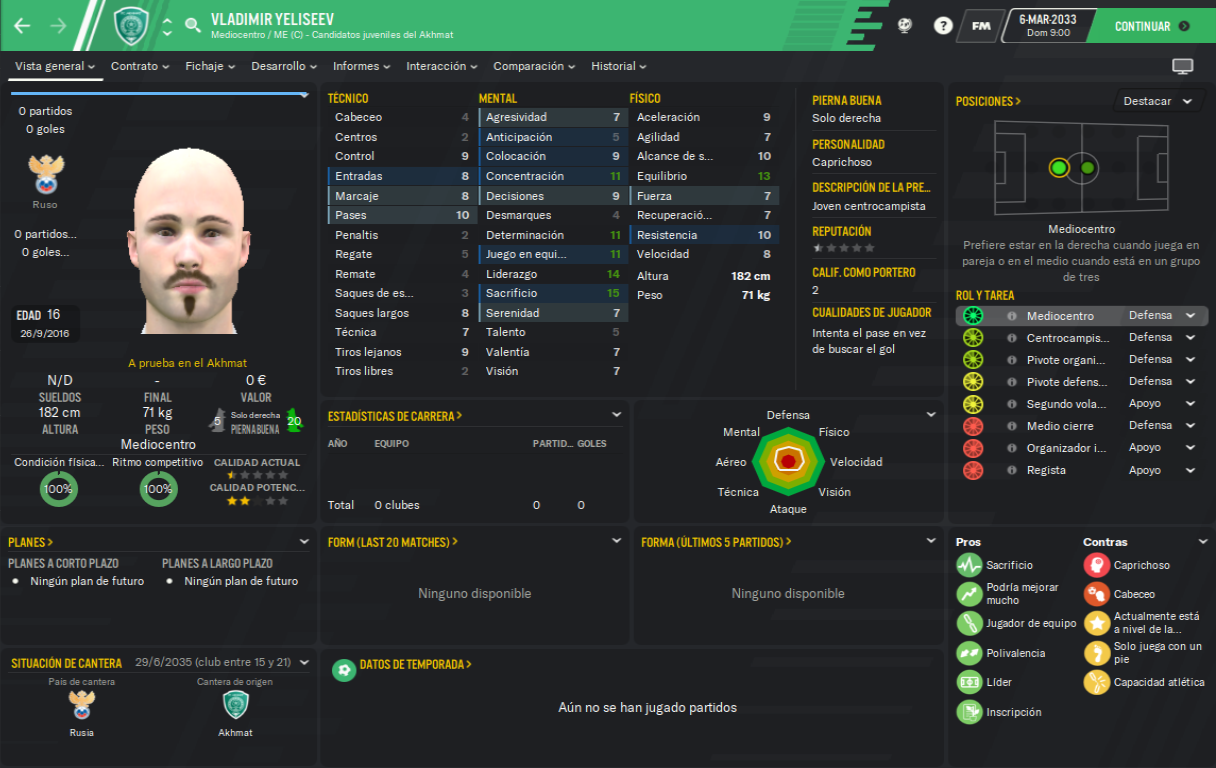 VLADIMIR YELISEEV
Mediocentro / ME (C) - Candidatos juveniles del Akhmat
?
FM
6-MAR-2033
Dom 9:00
CONTINUAR
Vista general
Contrato
Fichaje
Desarrollo
Informes
Interacción
Comparación
Historial
0 partidos
0 goles
Ruso
0 partidos...
0 goles...
EDAD 16
26/9/2016
A prueba en el Akhmat
N/D
SUELDOS
-
FINAL
0 €
VALOR
182 cm
ALTURA
71 kg
PESO
5
Solo derecha
PIERNA BUENA
20
Mediocentro
Condición física...
100%
Ritmo competitivo
100%
CALIDAD ACTUAL
CALIDAD POTENC...
TÉCNICO
Cabeceo 4
Centros 2
Control 9
Entradas 8
Marcaje 8
Pases 10
Penaltis 2
Regate 5
Remate 4
Saques de es... 3
Saques largos 8
Técnica 7
Tiros lejanos 9
Tiros libres 2
MENTAL
Agresividad 7
Anticipación 5
Colocación 9
Concentración 11
Decisiones 9
Desmarques 4
Determinación 11
Juego en equi... 11
Liderazgo 14
Sacrificio 15
Serenidad 7
Talento 5
Valentía 7
Visión 7
FÍSICO
Aceleración 9
Agilidad 7
Alcance de s... 10
Equilibrio 13
Fuerza 7
Recuperació... 7
Resistencia 10
Velocidad 8
Altura 182 cm
Peso 71 kg
PIERNA BUENA
Solo derecha
PERSONALIDAD
Caprichoso
DESCRIPCIÓN DE LA PRE...
Joven centrocampista
REPUTACIÓN
CALIF. COMO PORTERO
2
CUALIDADES DE JUGADOR
Intenta el pase en vez
de buscar el gol
POSICIONES >
Destacar
Mediocentro
Prefiere estar en la derecha cuando juega en
pareja o en el medio cuando está en un grupo
de tres
ROL Y TAREA
Mediocentro Defensa
Centrocampis... Defensa
Pivote organi... Defensa
Pivote defens... Defensa
Segundo vola... Apoyo
Medio cierre Defensa
Organizador i... Apoyo
Regista Apoyo
ESTADÍSTICAS DE CARRERA >
AÑO EQUIPO PARTID... GOLES
Total 0 clubes 0 0
Defensa
Mental
Físico
Aéreo
Velocidad
Técnica
Visión
Ataque
PLANES >
PLANES A CORTO PLAZO
Ningún plan de futuro
PLANES A LARGO PLAZO
Ningún plan de futuro
FORM (LAST 20 MATCHES) >
Ninguno disponible
FORMA (ÚLTIMOS 5 PARTIDOS) >
Ninguno disponible
Pros
Sacrificio
Podría mejorar
mucho
Jugador de equipo
Polivalencia
Líder
Inscripción
Contras
Caprichoso
Cabeceo
Actualmente está
a nivel de la...
Solo juega con un
pie
Capacidad atlética
SITUACIÓN DE CANTERA 29/6/2035 (club entre 15 y 21)
País de cantera
Rusia
Cantera de origen
Akhmat
DATOS DE TEMPORADA >
Aún no se han jugado partidos